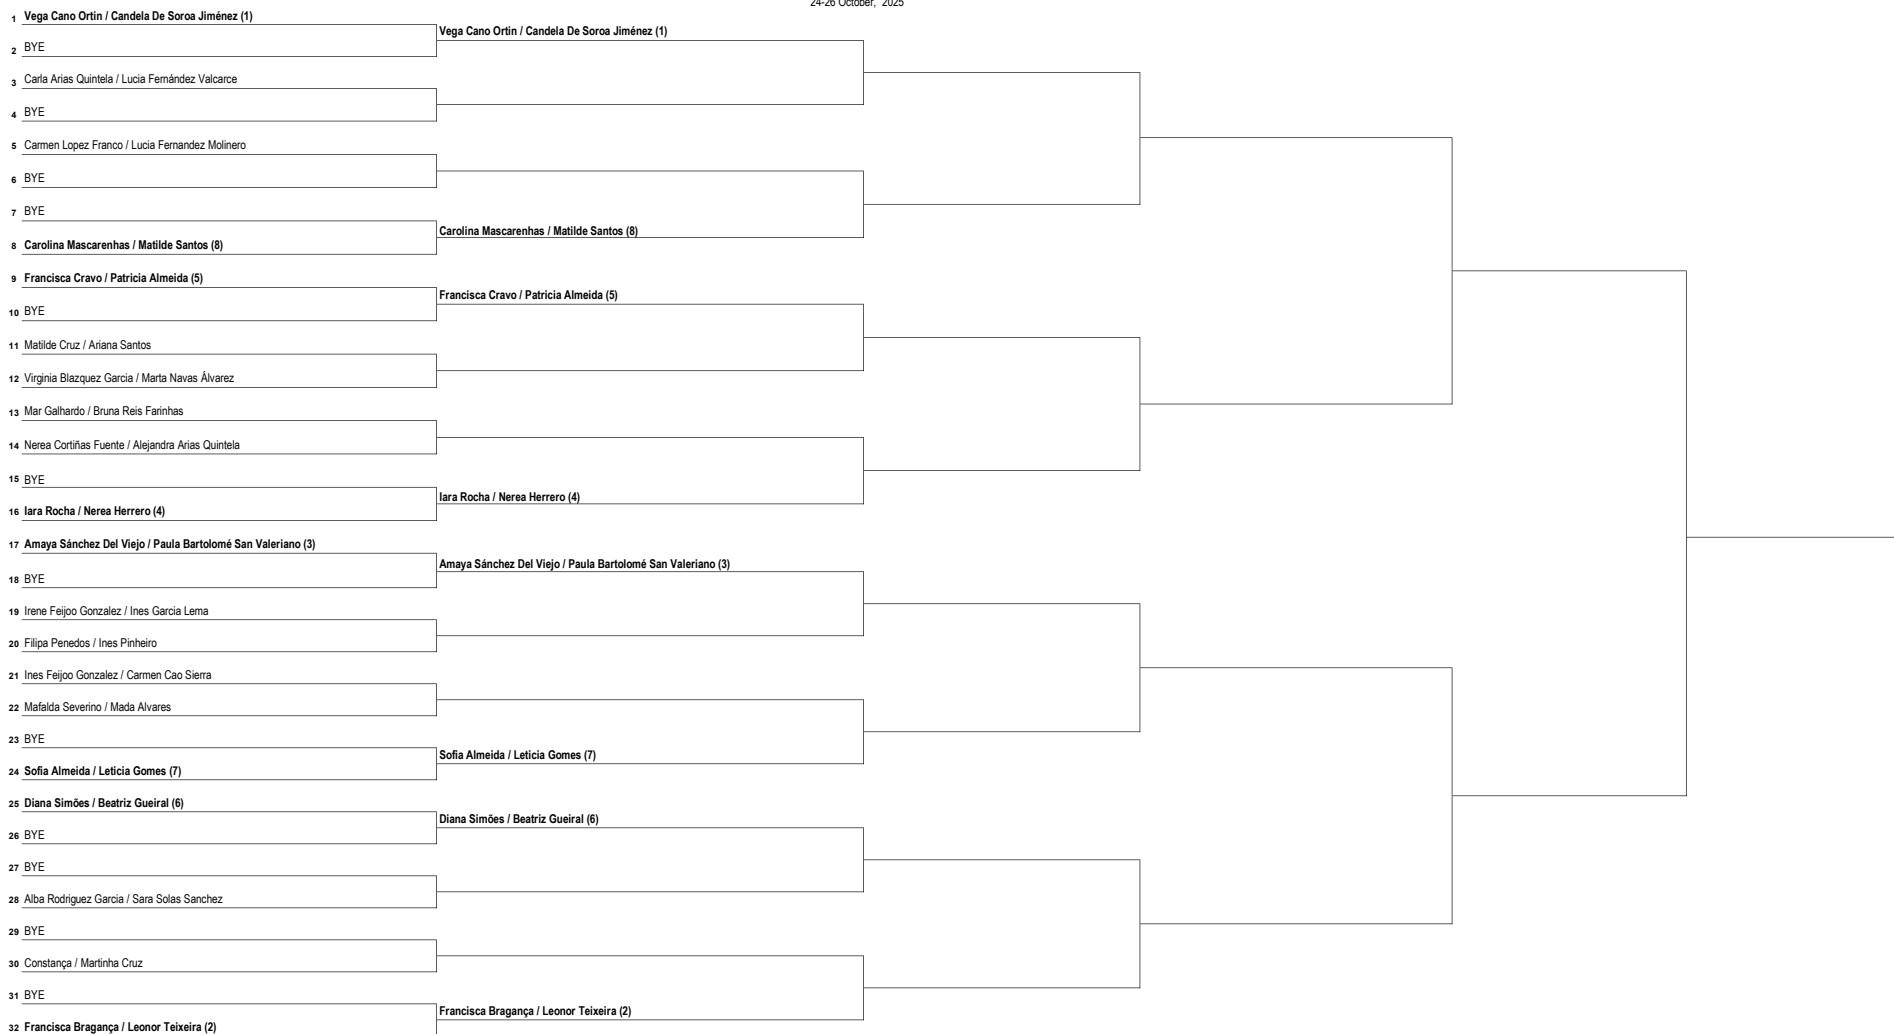 24-26 October, 2025
1 Vega Cano Ortin / Candela De Soroa Jiménez (1)
Vega Cano Ortin / Candela De Soroa Jiménez (1)
2 BYE
3 Carla Arias Quintela / Lucia Fernández Valcarce
4 BYE
5 Carmen Lopez Franco / Lucia Fernandez Molinero
6 BYE
7 BYE
Carolina Mascarenhas / Matilde Santos (8)
8 Carolina Mascarenhas / Matilde Santos (8)
9 Francisca Cravo / Patricia Almeida (5)
Francisca Cravo / Patricia Almeida (5)
10 BYE
11 Matilde Cruz / Ariana Santos
12 Virginia Blazquez Garcia / Marta Navas Álvarez
13 Mar Galhardo / Bruna Reis Farinhas
14 Nerea Cortiñas Fuente / Alejandra Arias Quintela
15 BYE
Iara Rocha / Nerea Herrero (4)
16 Iara Rocha / Nerea Herrero (4)
17 Amaya Sánchez Del Viejo / Paula Bartolomé San Valeriano (3)
Amaya Sánchez Del Viejo / Paula Bartolomé San Valeriano (3)
18 BYE
19 Irene Feijoo Gonzalez / Ines Garcia Lema
20 Filipa Penedos / Ines Pinheiro
21 Ines Feijoo Gonzalez / Carmen Cao Sierra
22 Mafalda Severino / Mada Alvares
23 BYE
Sofia Almeida / Leticia Gomes (7)
24 Sofia Almeida / Leticia Gomes (7)
25 Diana Simões / Beatriz Gueiral (6)
Diana Simões / Beatriz Gueiral (6)
26 BYE
27 BYE
28 Alba Rodriguez Garcia / Sara Solas Sanchez
29 BYE
30 Constança / Martinha Cruz
31 BYE
Francisca Bragança / Leonor Teixeira (2)
32 Francisca Bragança / Leonor Teixeira (2)